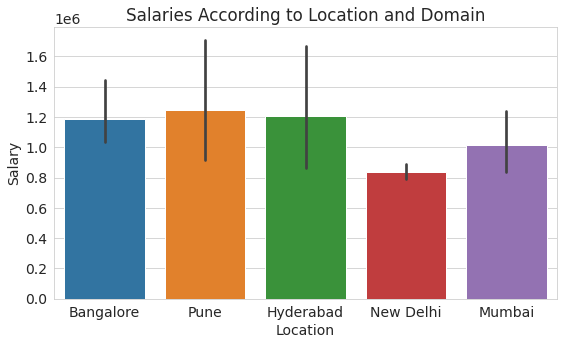 Salaries According to Location and Domain
1e6
1.6
1.4
1.2
1.0
0.8
0.6
0.4
0.2
0.0
Salary
Bangalore Pune Hyderabad New Delhi Mumbai
Location